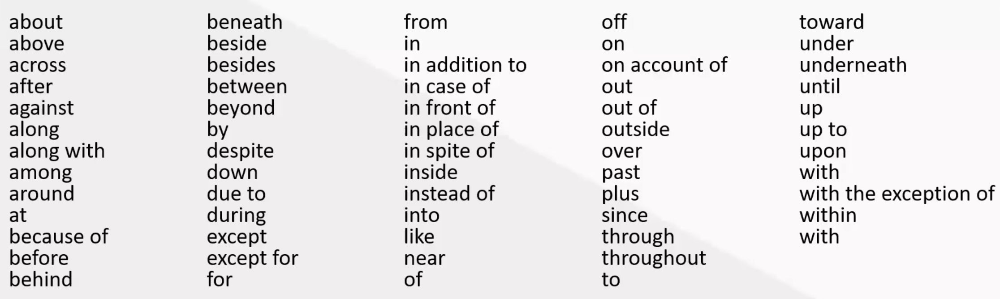 about
above
across
after
against
along
along with
among
around
at
because of
before
behind
beneath
beside
besides
between
beyond
by
despite
down
due to
during
except
except for
for
from
in
in addition to
in case of
in front of
in place of
in spite of
inside
instead of
into
like
near
of
off
on
on account of
out
out of
outside
over
past
plus
since
through
throughout
to
toward
under
underneath
until
up
up to
upon
with
with the exception of
within
with